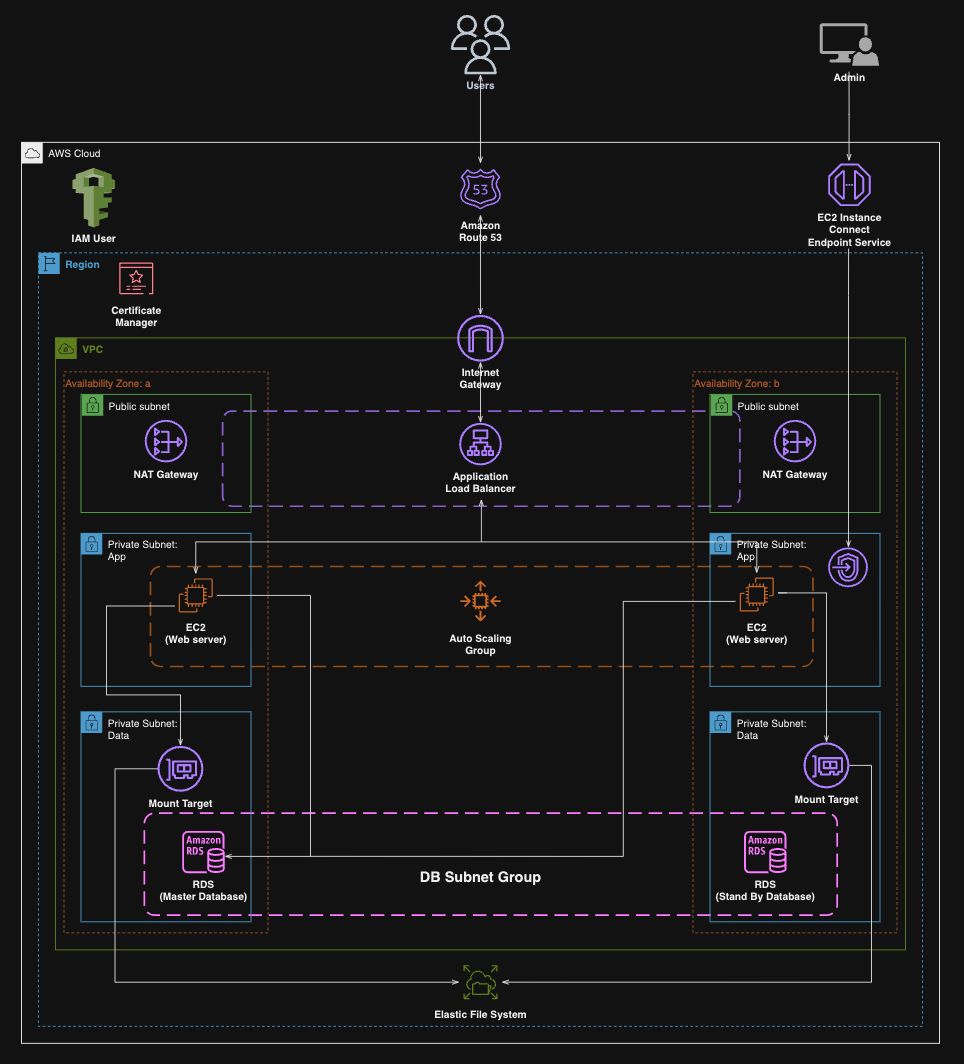 Users
Admin
AWS Cloud
IAM User
53
Amazon
Route 53
EC2 Instance
Connect
Endpoint Service
Region
Certificate
Manager
VPC
Internet
Gateway
Availability Zone: a
Availability Zone: b
Public subnet
Public subnet
NAT Gateway
Application
Load Balancer
NAT Gateway
Private Subnet:
App
Private Subnet:
App
EC2
(Web server)
Auto Scaling
Group
EC2
(Web server)
Private Subnet:
Data
Private Subnet:
Data
Mount Target
Mount Target
Amazon
RDS
RDS
(Master Database)
DB Subnet Group
Amazon
RDS
RDS
(Stand By Database)
Elastic File System